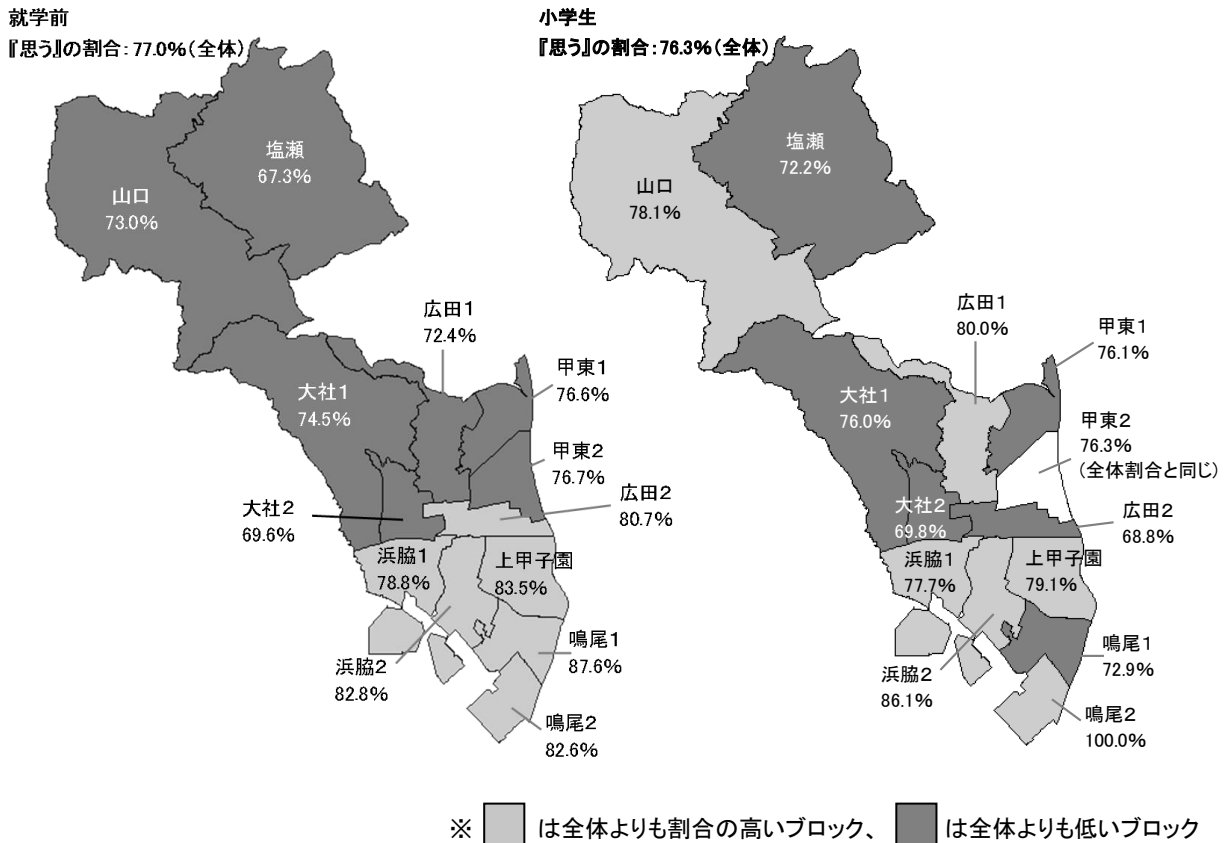 就学前
『思う』の割合：77.0%（全体）
塩瀬
67.3%
山口
73.0%
広田１
72.4%
甲東１
76.6%
大社１
74.5%
甲東２
76.7%
広田２
80.7%
大社２
69.6%
浜脇１
78.8%
上甲子園
83.5%
鳴尾１
87.6%
浜脇２
82.8%
鳴尾２
82.6%
小学生
『思う』の割合：76.3%（全体）
塩瀬
72.2%
山口
78.1%
広田１
80.0%
甲東１
76.1%
大社１
76.0%
甲東２
76.3%
（全体割合と同じ）
大社２
69.8%
広田２
68.8%
浜脇１
77.7%
上甲子園
79.1%
鳴尾１
72.9%
浜脇２
86.1%
鳴尾２
100.0%
※ は全体よりも割合の高いブロック、 は全体よりも低いブロック